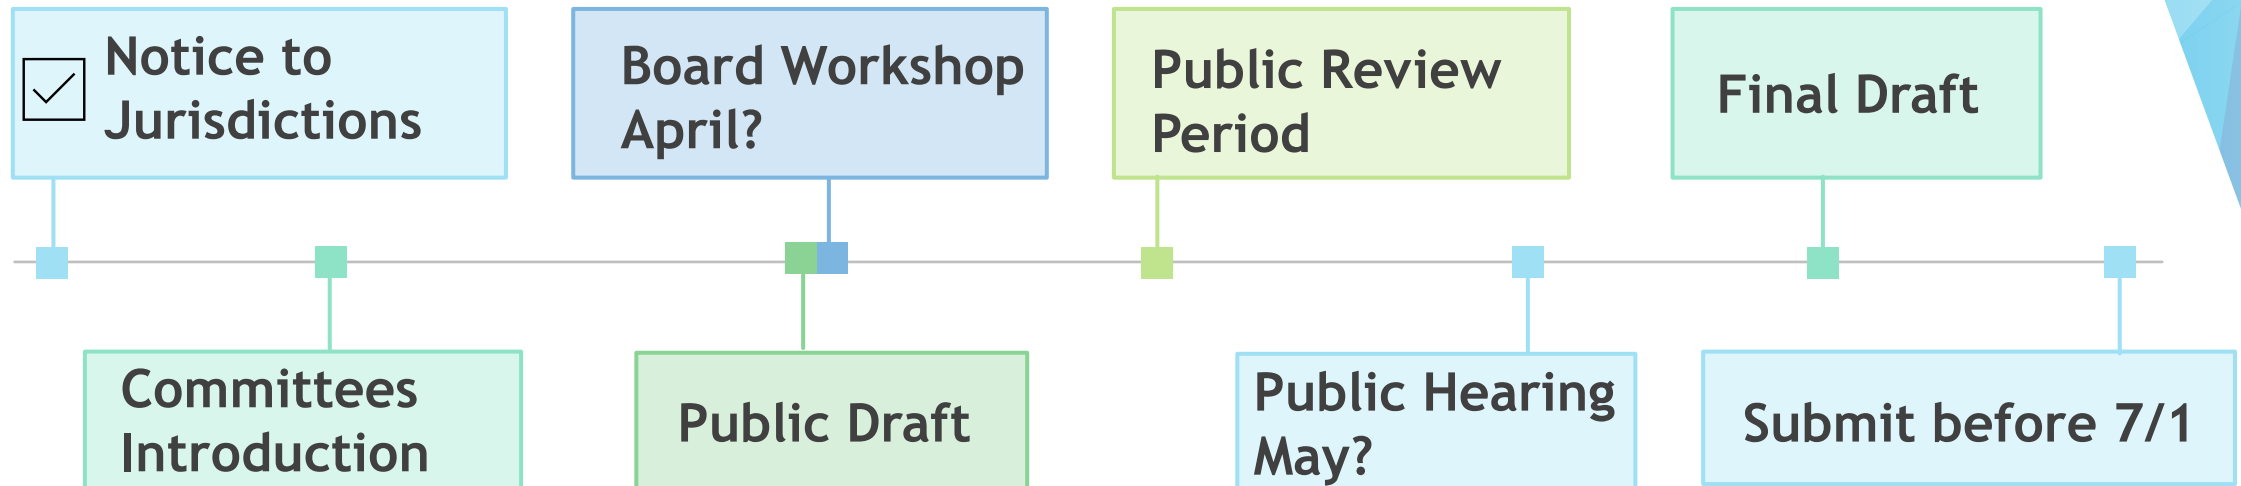 Notice to
Jurisdictions
Board Workshop
April?
Public Review
Period
Final Draft
Committees
Introduction
Public Draft
Public Hearing
May?
Submit before 7/1